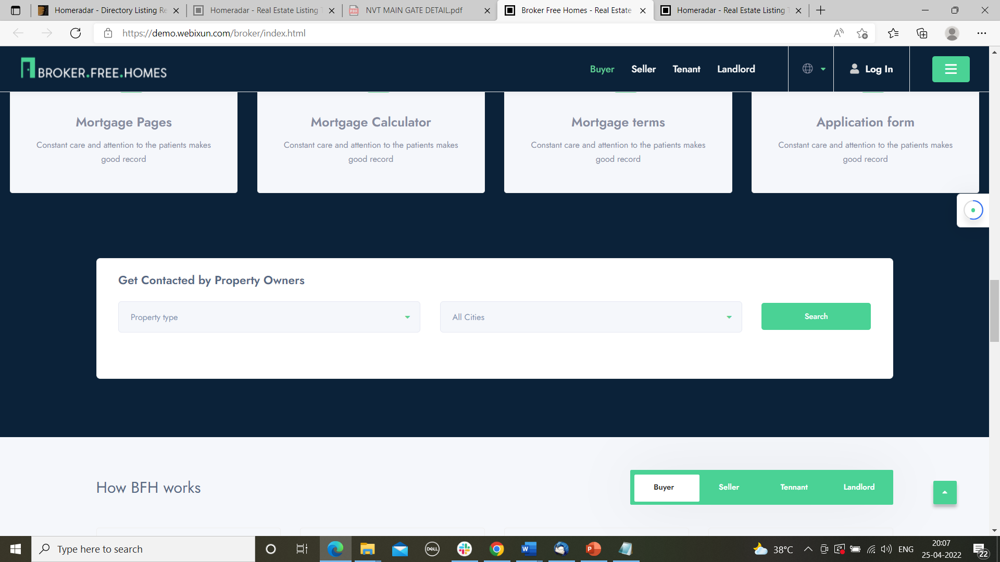 Homeradar - Directory Listing Re
Homeradar - Real Estate Listing T
NVT MAIN GATE DETAIL.pdf
Broker Free Homes - Real Estate
Homeradar - Real Estate Listing T
https://demo.webixun.com/broker/index.html
BROKER.FREE.HOMES
Buyer
Seller
Tenant
Landlord
Log In
Mortgage Pages
Constant care and attention to the patients makes
good record
Mortgage Calculator
Constant care and attention to the patients makes
good record
Mortgage terms
Constant care and attention to the patients makes
good record
Application form
Constant care and attention to the patients makes
good record
Get Contacted by Property Owners
Property type
All Cities
Search
How BFH works
Buyer
Seller
Tennant
Landlord
Type here to search
DELL
38°C
ENG
20:07
25-04-2022
22